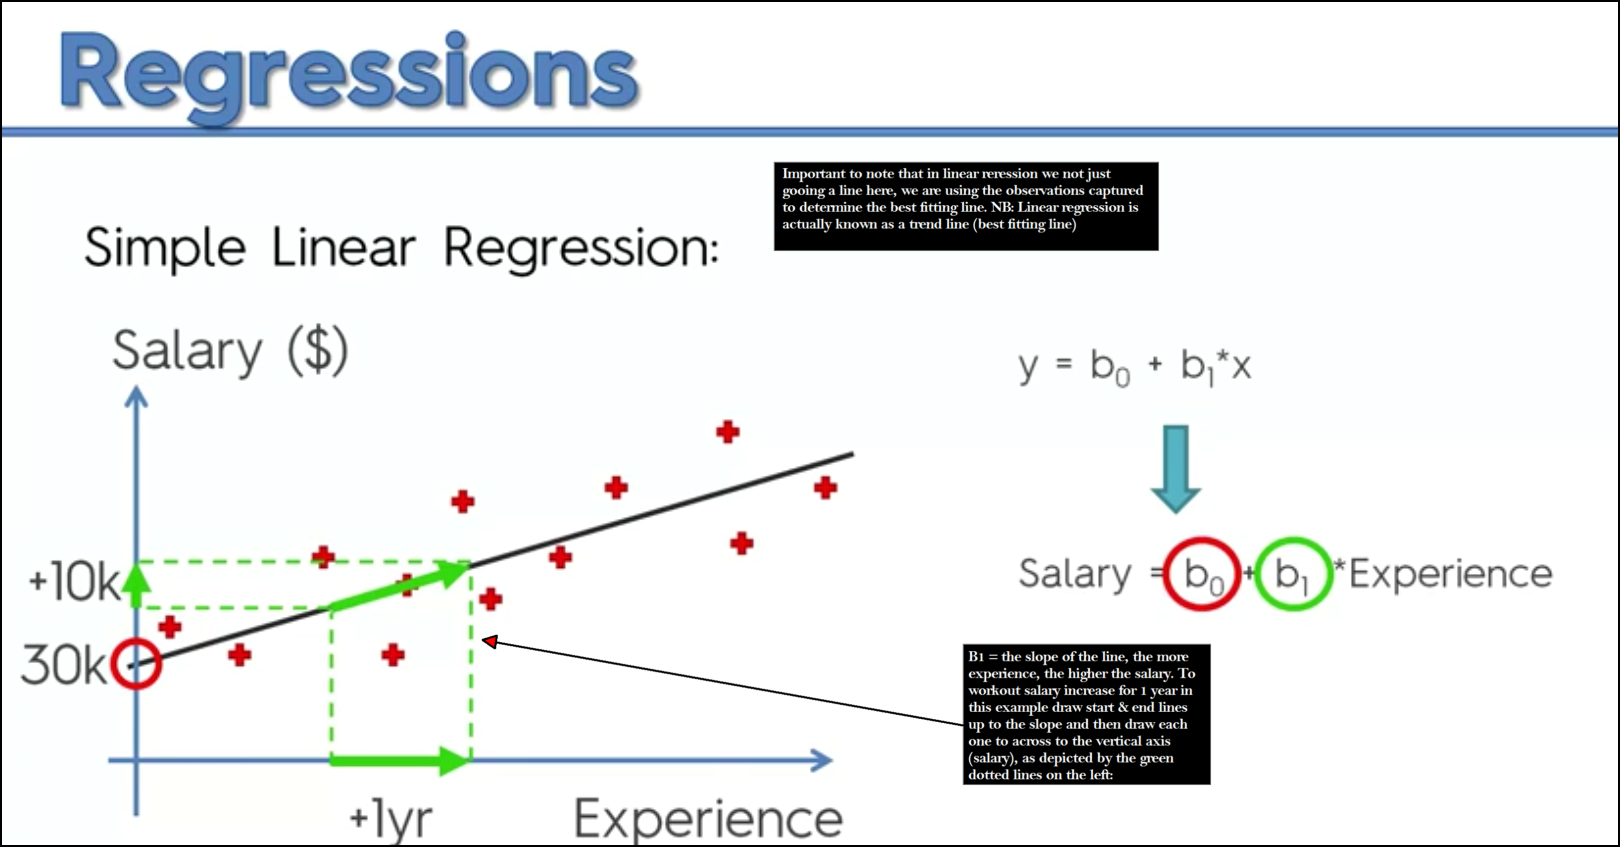 Regressions
Important to note that in linear reression we not just
gooing a line here, we are using the observations captured
to determine the best fitting line. NB: Linear regression is
actually known as a trend line (best fitting line)
Simple Linear Regression:
Salary ($)
+10k
30k
+1yr
Experience
y = b₀ + b₁*x
Salary = b₀ + b₁ *Experience
B1 = the slope of the line, the more
experience, the higher the salary. To
workout salary increase for 1 year in
this example draw start & end lines
up to the slope and then draw each
one to across to the vertical axis
(salary), as depicted by the green
dotted lines on the left: